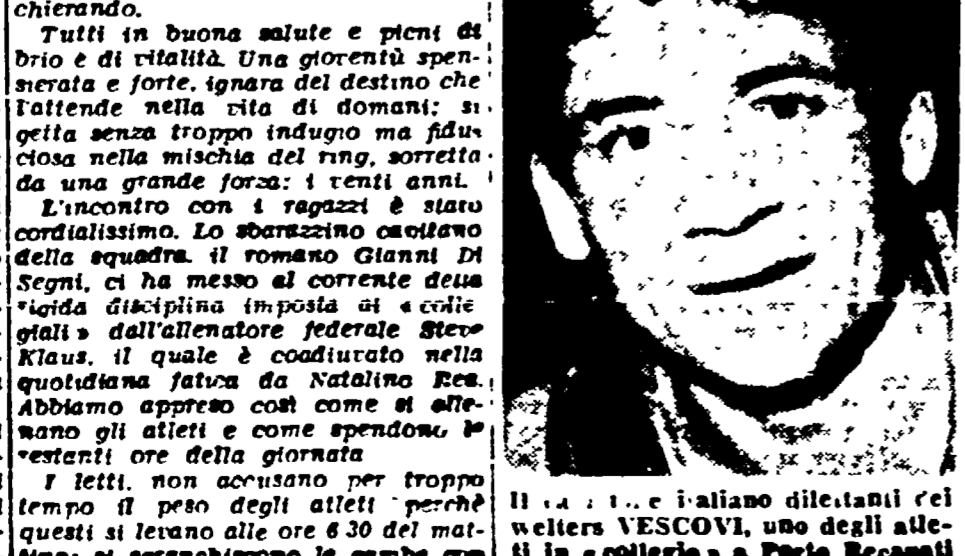 chierando.
Tutti in buona salute e pieni di
brio e di vitalità. Una gioventù spen-
sierata e forte, ignara del destino che
l'attende nella vita di domani; si
getta senza troppo indugio ma fidu-
ciosa nella mischia del ring, sorretta
da una grande forza: i venti anni.
L'incontro con i ragazzi è stato
cordialissimo. Lo sbarazzino capitano
della squadra, il romano Gianni Di
Segni, ci ha messo al corrente della
rigida disciplina imposta ai « colle
giali » dall'allenatore federale Steve
Klaus, il quale è coadiuvato nella
quotidiana fatica da Natalino Rea.
Abbiamo appreso così come si alle-
nano gli atleti e come spendono le
restanti ore della giornata
I letti, non accusano per troppo
tempo il peso degli atleti perchè
questi si levano alle ore 6 30 del mat-
le gambe con
Il italiano dilettanti dei
welters VESCOVI, uno degli atle-
ti in « collegio » a Porto Recanati